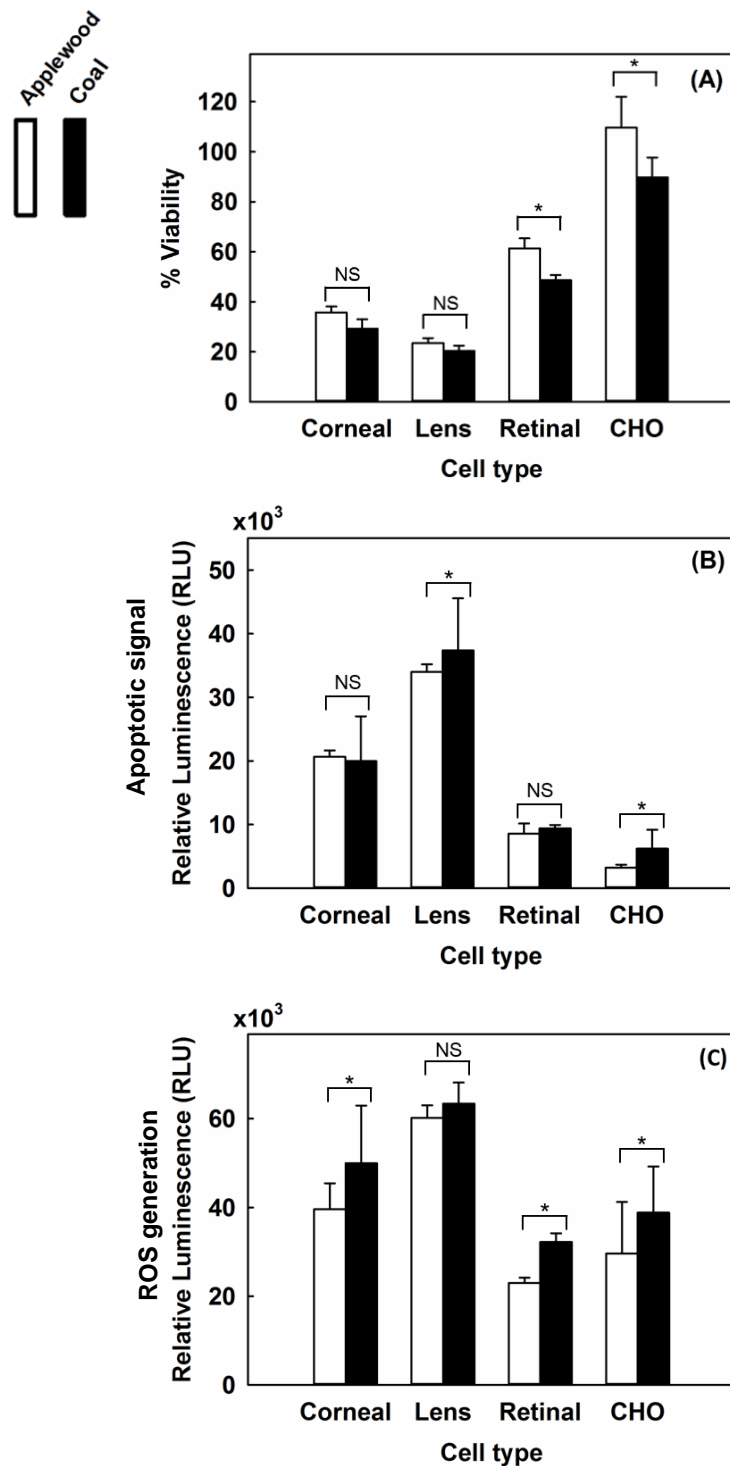 Applewood
Coal
(A)
% Viability
120
100
80
60
40
20
0
NS
NS
*
*
Corneal Lens Retinal CHO
Cell type
x10³
(B)
Apoptotic signal
Relative Luminescence (RLU)
50
40
30
20
10
0
NS
*
NS
*
Corneal Lens Retinal CHO
Cell type
x10³
(C)
ROS generation
Relative Luminescence (RLU)
60
40
20
0
*
NS
*
*
Corneal Lens Retinal CHO
Cell type